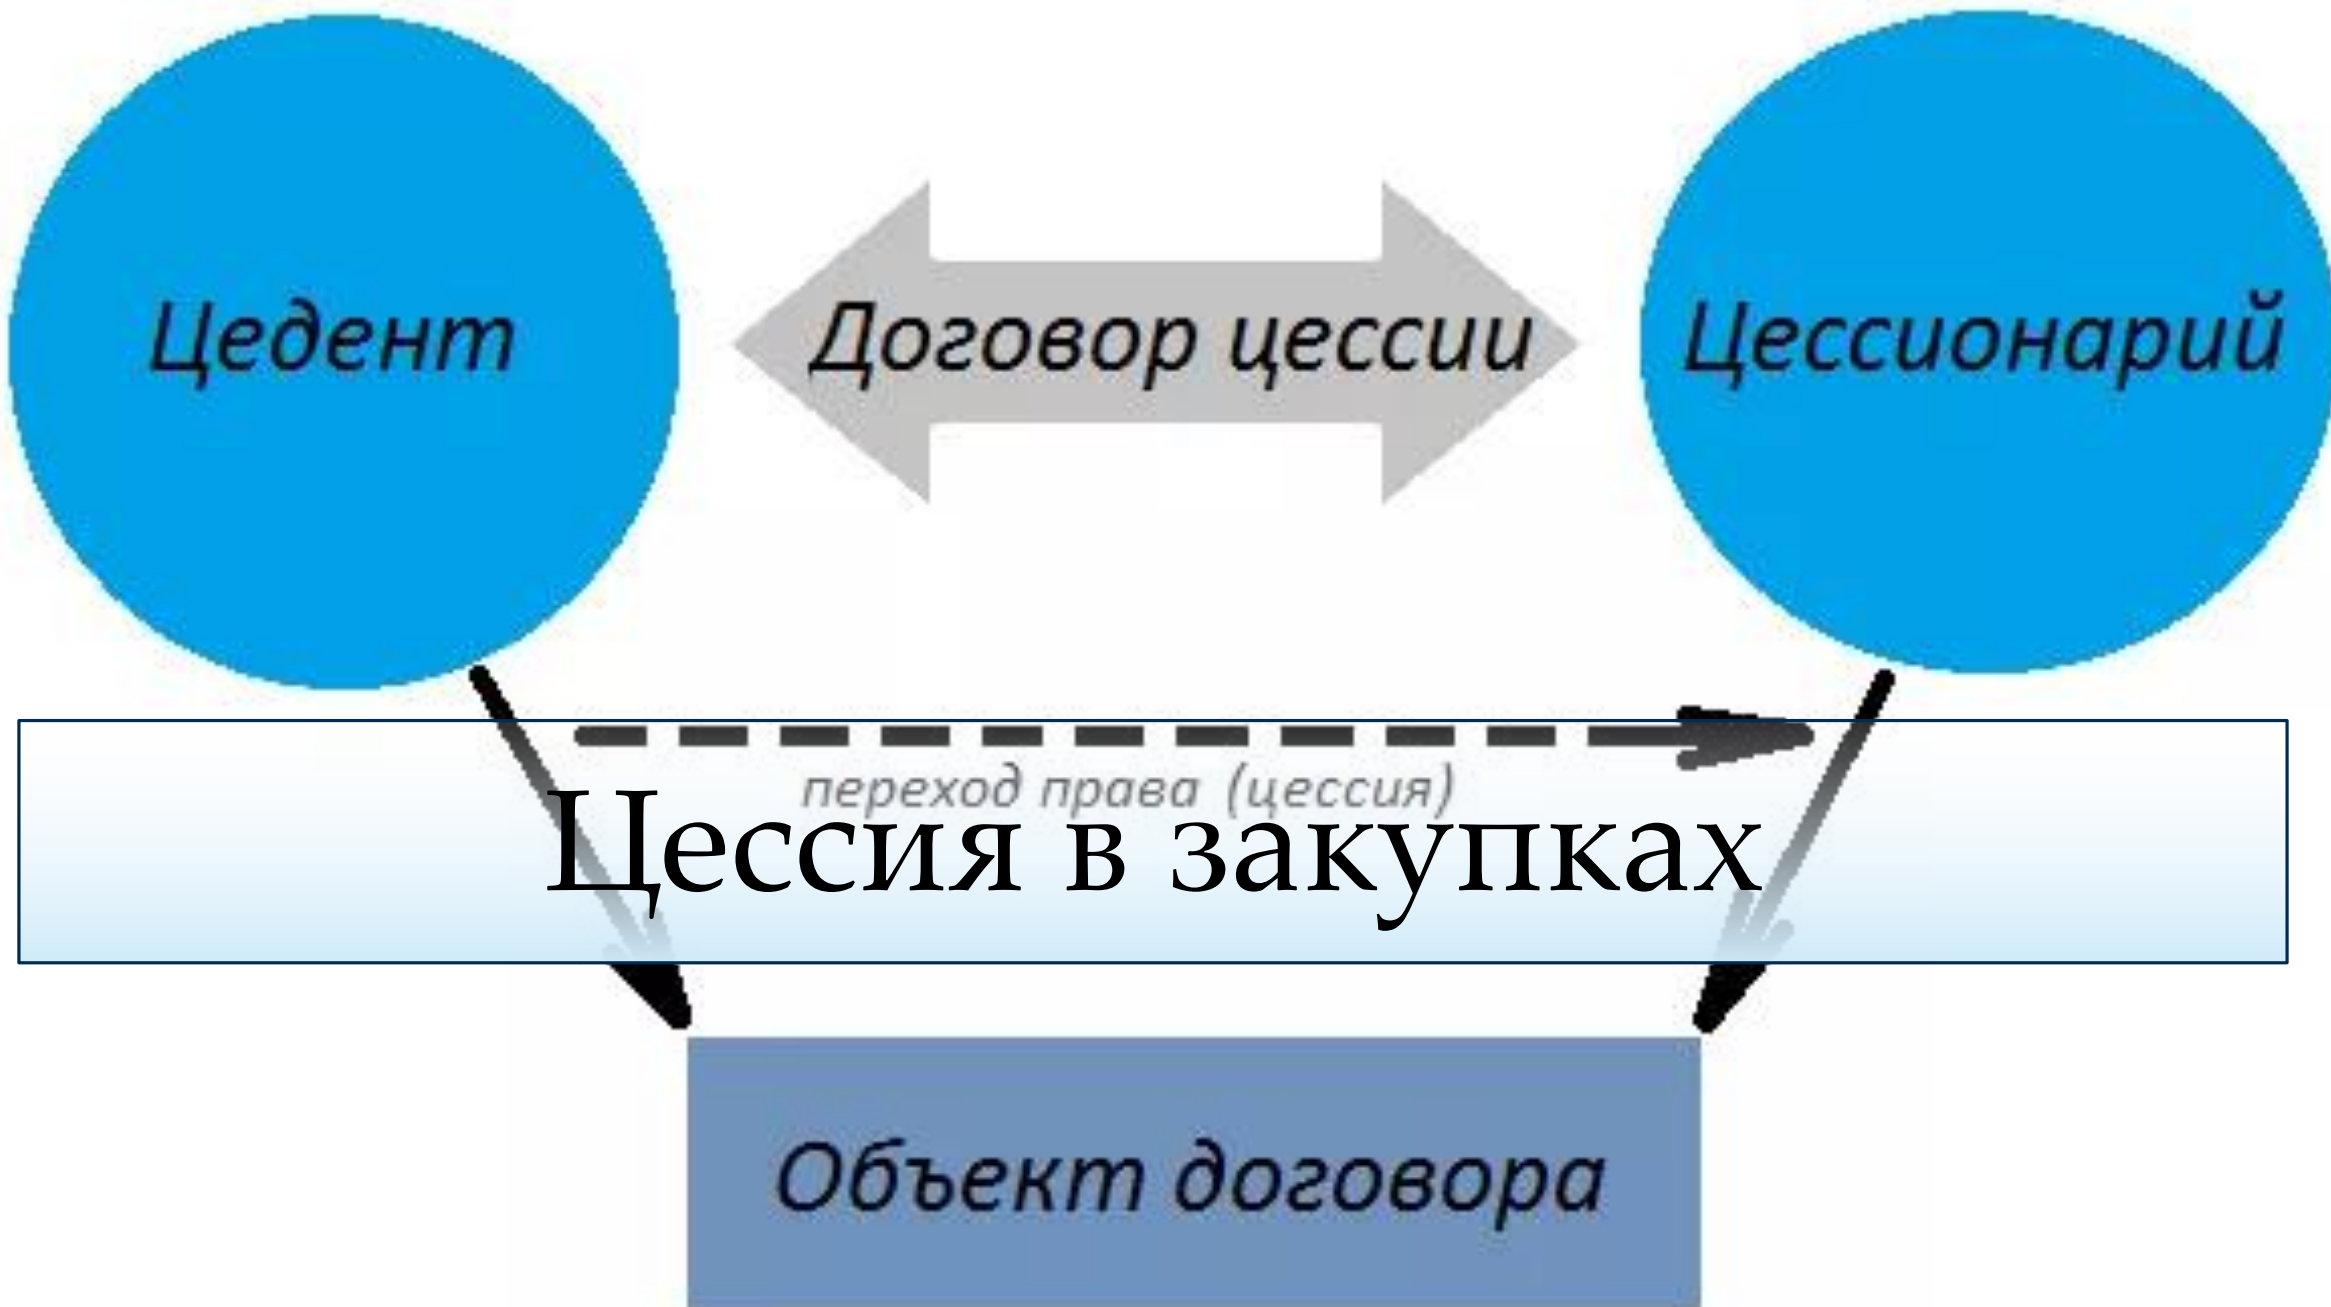 Цедент
Договор цессии
Цессионарий
переход права (цессия)
Цессия в закупках
Объект договора